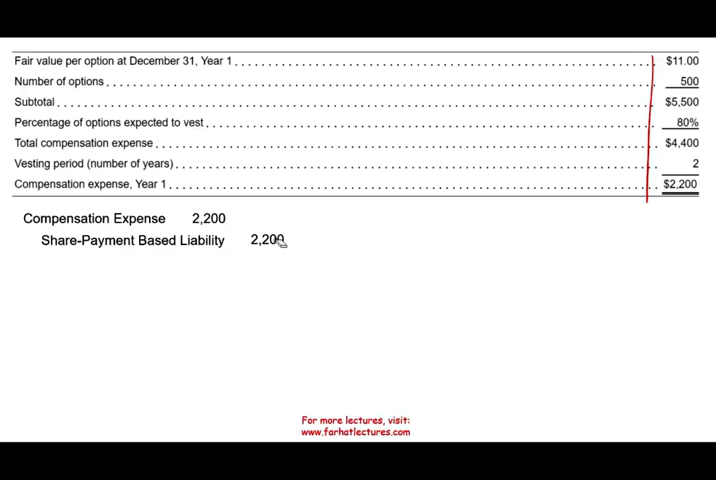 Fair value per option at December 31, Year 1 $11.00
Number of options 500
Subtotal $5,500
Percentage of options expected to vest 80%
Total compensation expense $4,400
Vesting period (number of years) 2
Compensation expense, Year 1 $2,200
Compensation Expense 2,200
Share-Payment Based Liability 2,200
For more lectures, visit:
www.farhatlectures.com